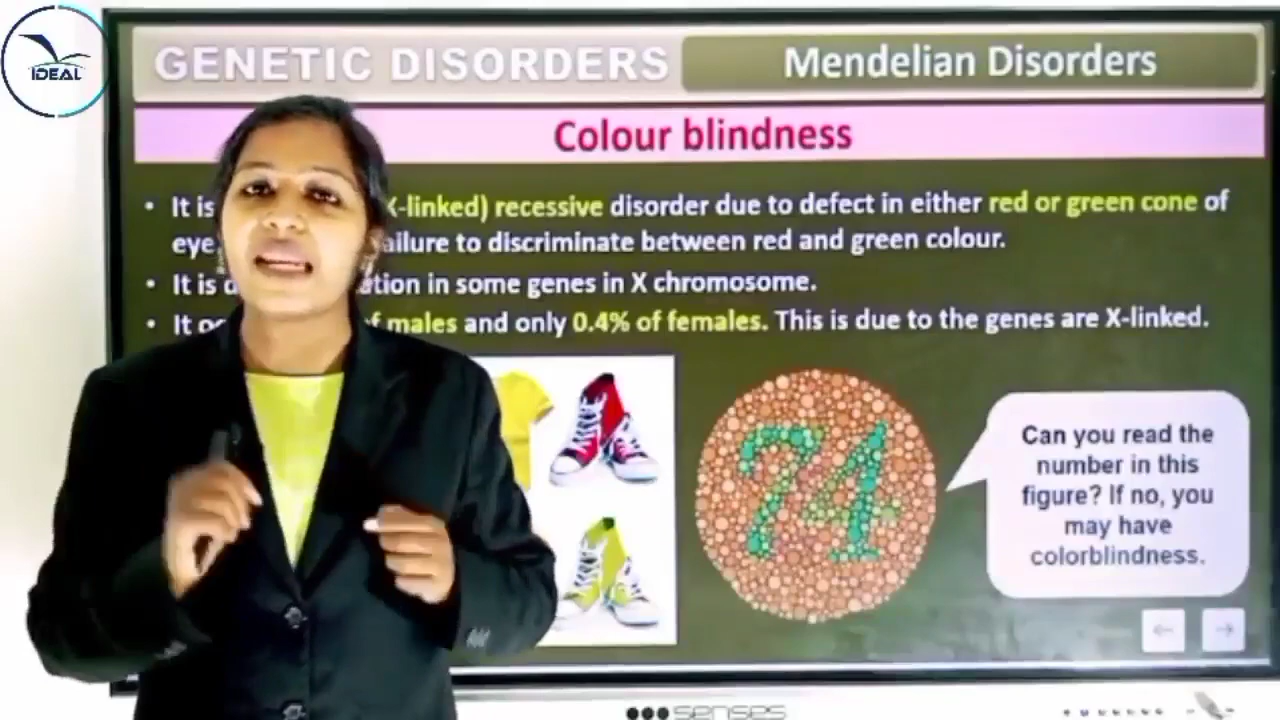 IDEAL
GENETIC DISORDERS
Mendelian Disorders
Colour blindness
• It is X-linked) recessive disorder due to defect in either red or green cone of
eye ailure to discriminate between red and green colour.
• It is d ation in some genes in X chromosome.
• It oc f males and only 0.4% of females. This is due to the genes are X-linked.
74
Can you read the
number in this
figure? If no, you
may have
colorblindness.
senses